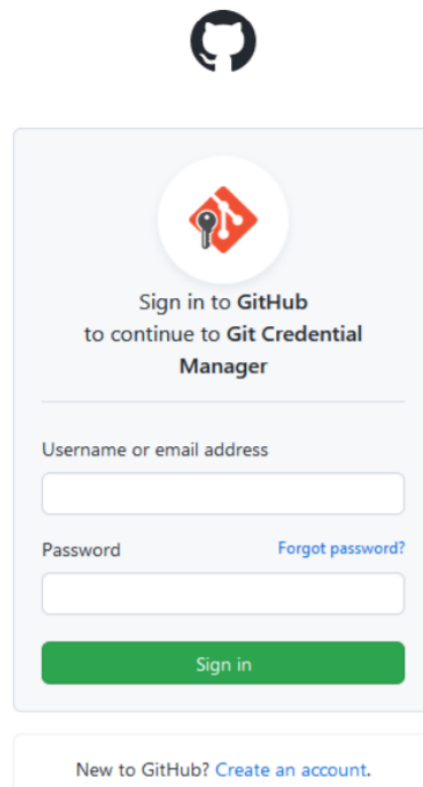 Sign in to GitHub
to continue to Git Credential
Manager
Username or email address
Password Forgot password?
Sign in
New to GitHub? Create an account.